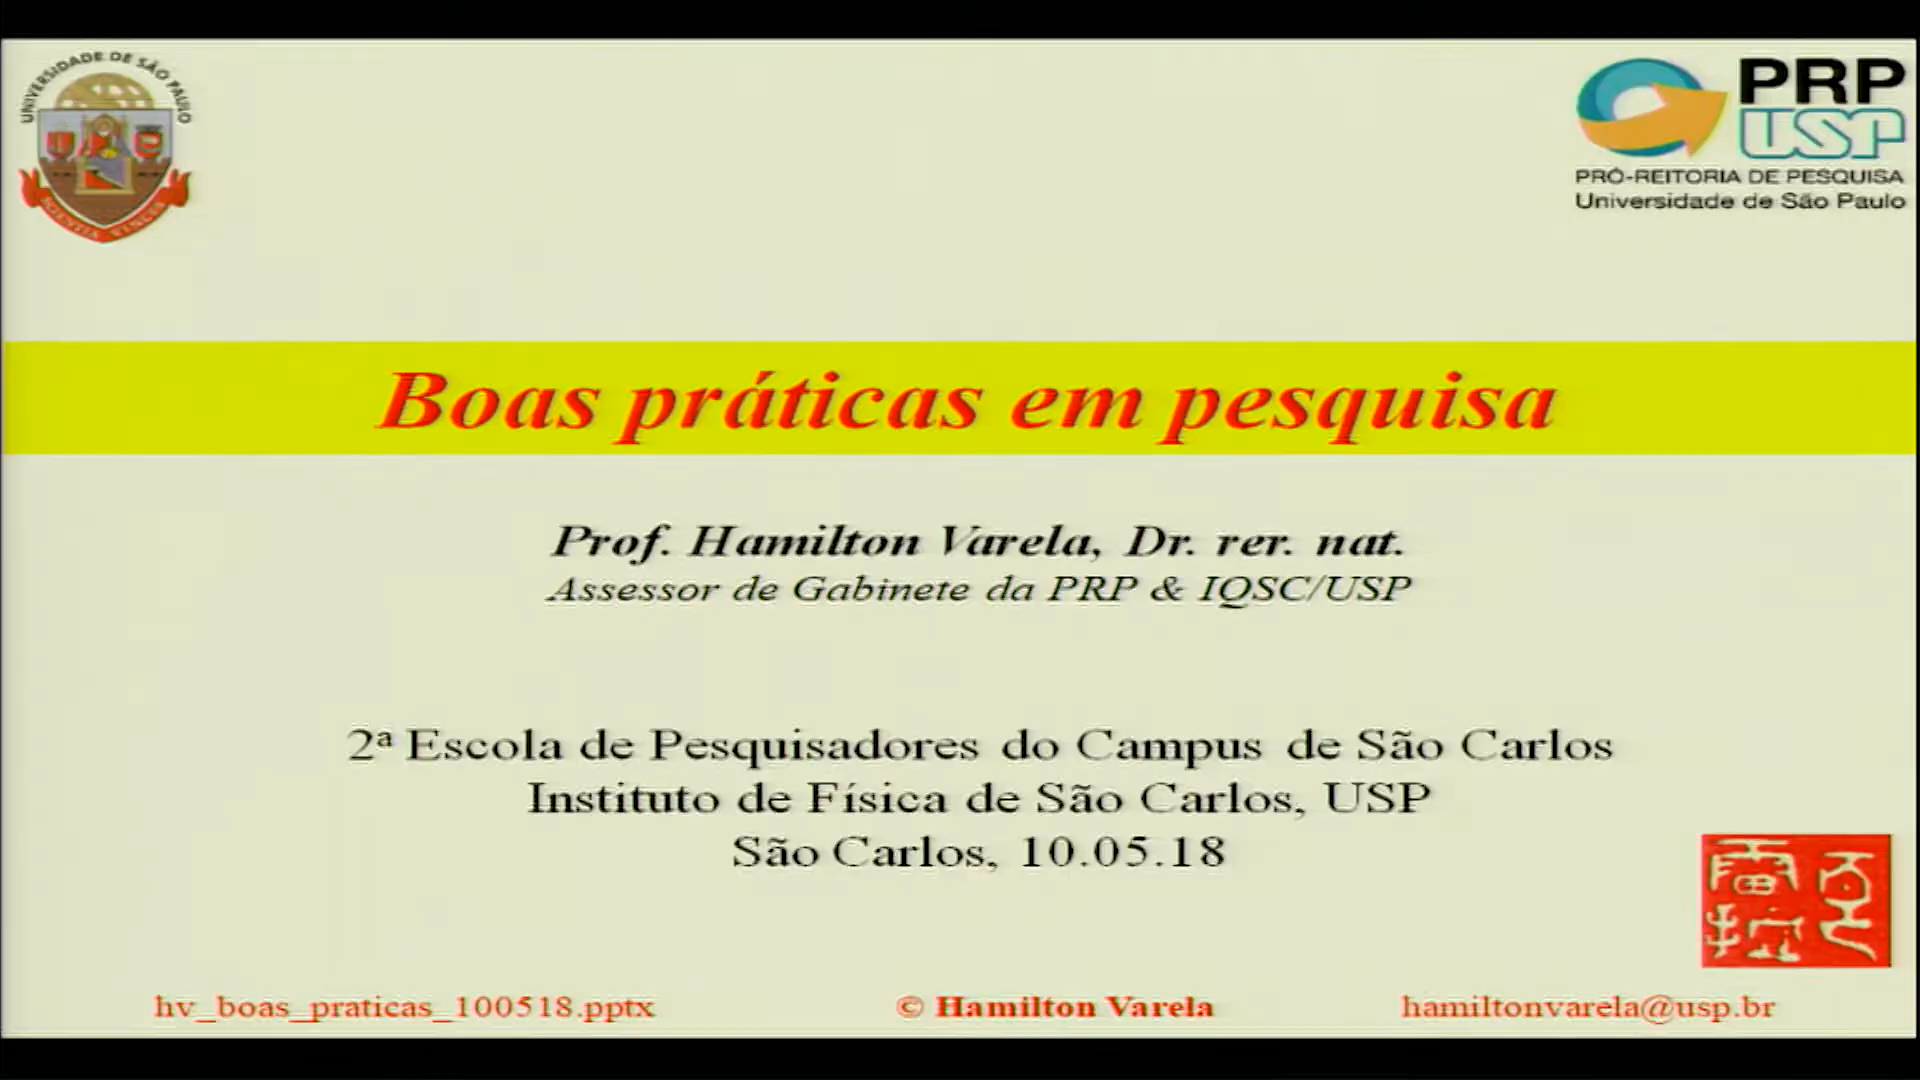 UNIVERSIDADE DE SÃO PAULO
SCIENTIA VINCES
PRP
USP
PRÓ-REITORIA DE PESQUISA
Universidade de São Paulo
Boas práticas em pesquisa
Prof. Hamilton Varela, Dr. rer. nat.
Assessor de Gabinete da PRP & IQSC/USP
2ª Escola de Pesquisadores do Campus de São Carlos
Instituto de Física de São Carlos, USP
São Carlos, 10.05.18
hv_boas_praticas_100518.pptx
© Hamilton Varela
hamiltonvarela@usp.br